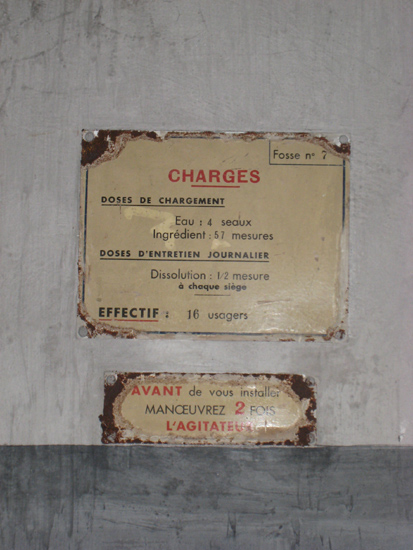 Fosse n° 7
CHARGES
DOSES DE CHARGEMENT
Eau : 4 seaux
Ingrédient : 57 mesures
DOSES D'ENTRETIEN JOURNALIER
Dissolution : 1/2 mesure
à chaque siège
EFFECTIF : 16 usagers
AVANT de vous installer
MANŒUVREZ 2 FOIS
L'AGITATEUR